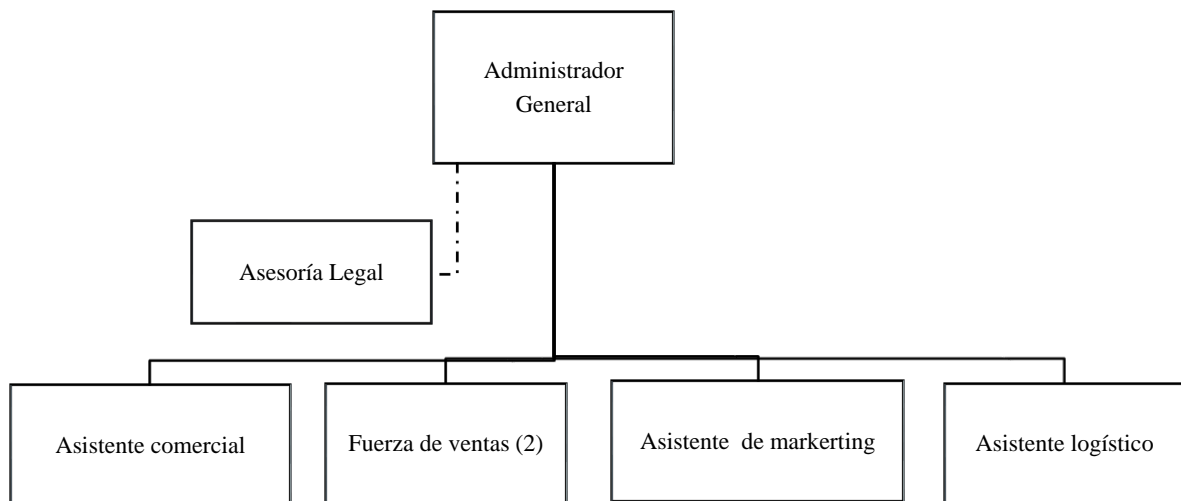 Administrador
General
Asesoría Legal
Asistente comercial
Fuerza de ventas (2)
Asistente  de markerting
Asistente logístico